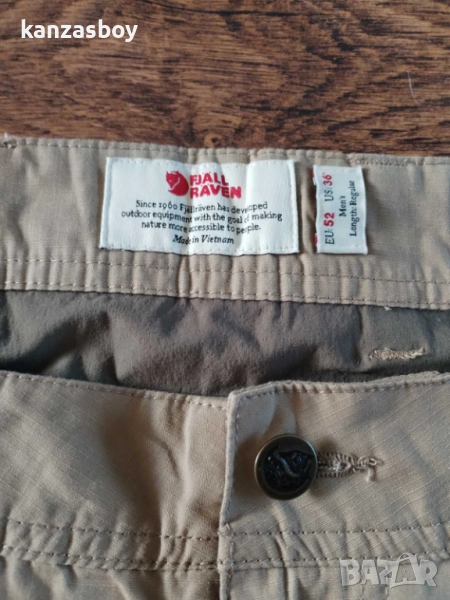 kanzasboy
FJALL
RAVEN
Since 1960 Fjällräven has developed
outdoor equipment with the goal of making
nature more accessible to people.
Made in Vietnam
EU: 52 US: 36"
Men's
Length: Regular
BAZAR